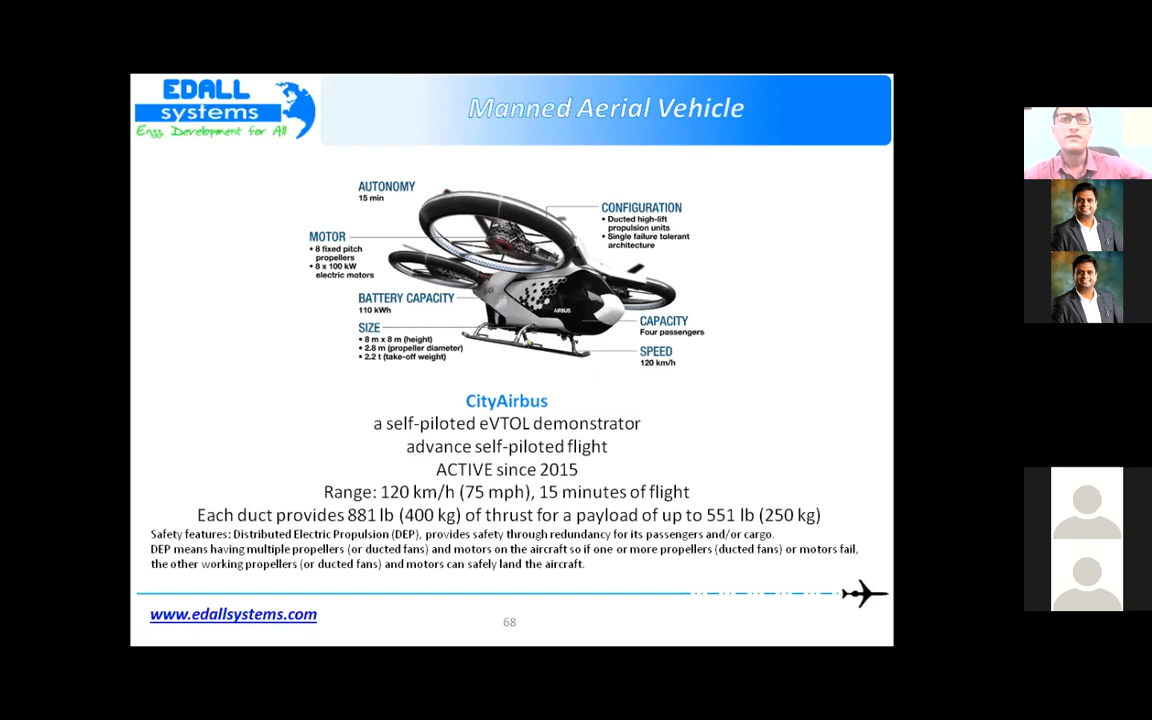 EDALL
systems
Engg Development for All
Manned Aerial Vehicle
AUTONOMY
15 min
CONFIGURATION
• Ducted high-lift
propulsion units
• Single failure tolerant
architecture
MOTOR
• 8 fixed pitch
propellers
• 8 x 100 kW
electric motors
BATTERY CAPACITY
110 kWh
AIRBUS
SIZE
• 8 m x 8 m (height)
• 2.8 m (propeller diameter)
• 2.2 t (take-off weight)
CAPACITY
Four passengers
SPEED
120 km/h
CityAirbus
a self-piloted eVTOL demonstrator
advance self-piloted flight
ACTIVE since 2015
Range: 120 km/h (75 mph), 15 minutes of flight
Each duct provides 881 lb (400 kg) of thrust for a payload of up to 551 lb (250 kg)
Safety features: Distributed Electric Propulsion (DEP), provides safety through redundancy for its passengers and/or cargo.
DEP means having multiple propellers (or ducted fans) and motors on the aircraft so if one or more propellers (ducted fans) or motors fail,
the other working propellers (or ducted fans) and motors can safely land the aircraft.
www.edallsystems.com
68